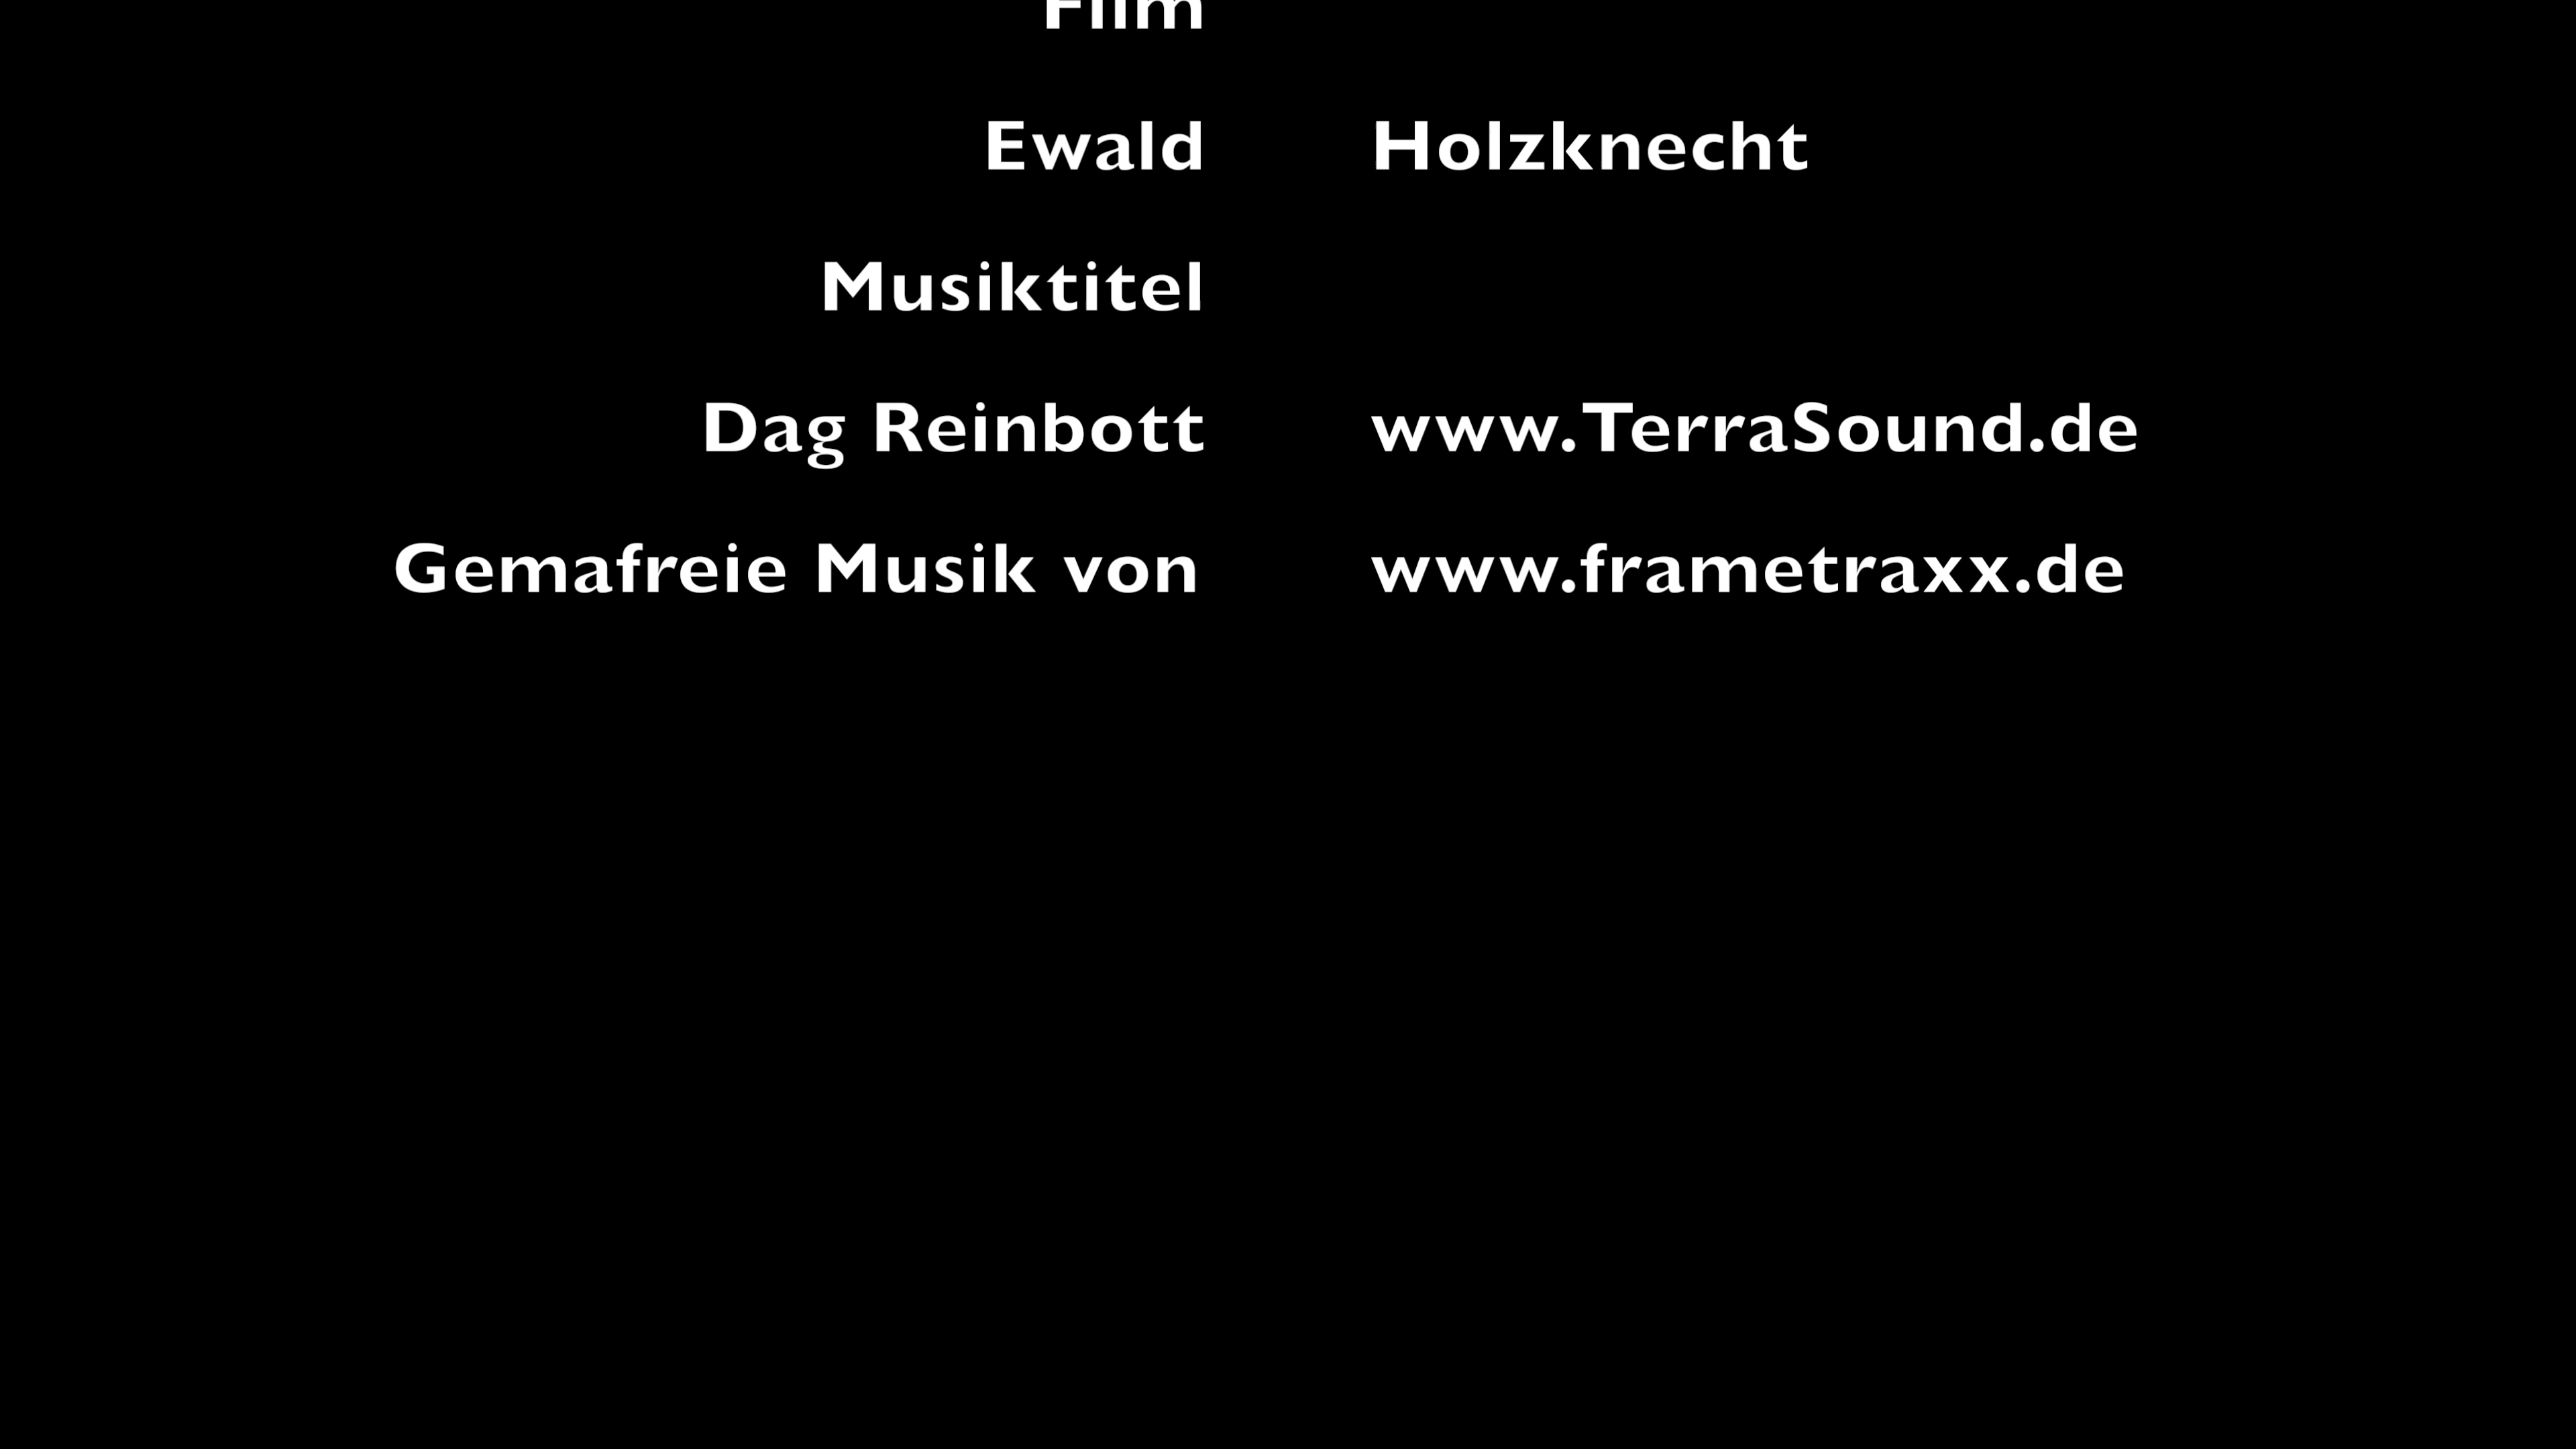 Film
Ewald Holzknecht
Musiktitel
Dag Reinbott www.TerraSound.de
Gemafreie Musik von www.frametraxx.de